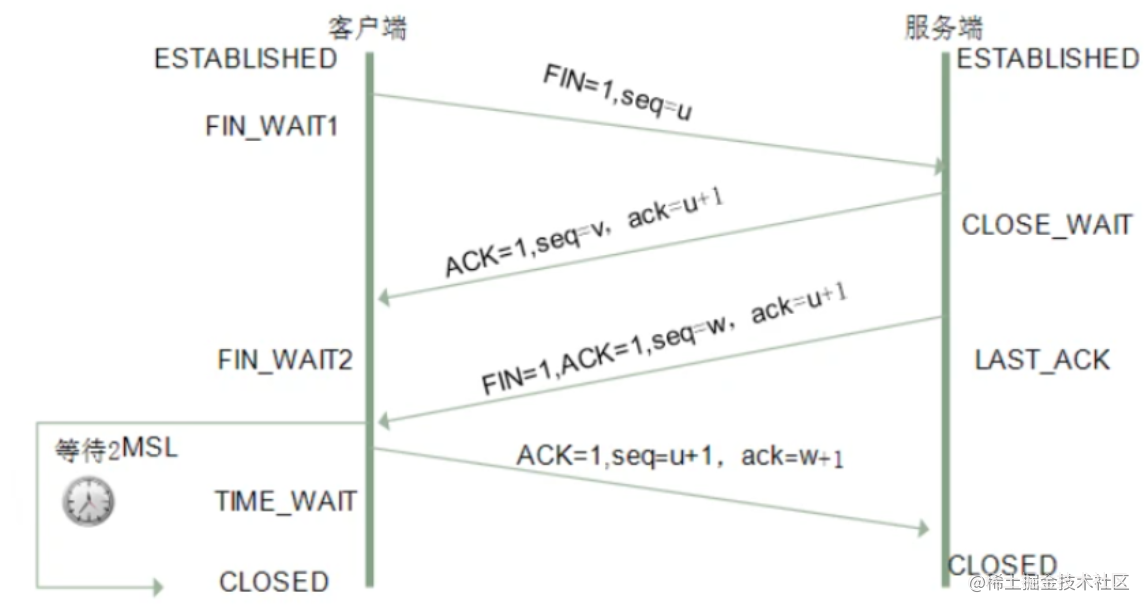 客户端
服务端
ESTABLISHED
ESTABLISHED
FIN=1,seq=u
FIN_WAIT1
ACK=1,seq=v，ack=u+1
CLOSE_WAIT
FIN=1,ACK=1,seq=w，ack=u+1
FIN_WAIT2
LAST_ACK
等待2MSL
ACK=1,seq=u+1，ack=w+1
TIME_WAIT
CLOSED
CLOSED
@稀土掘金技术社区